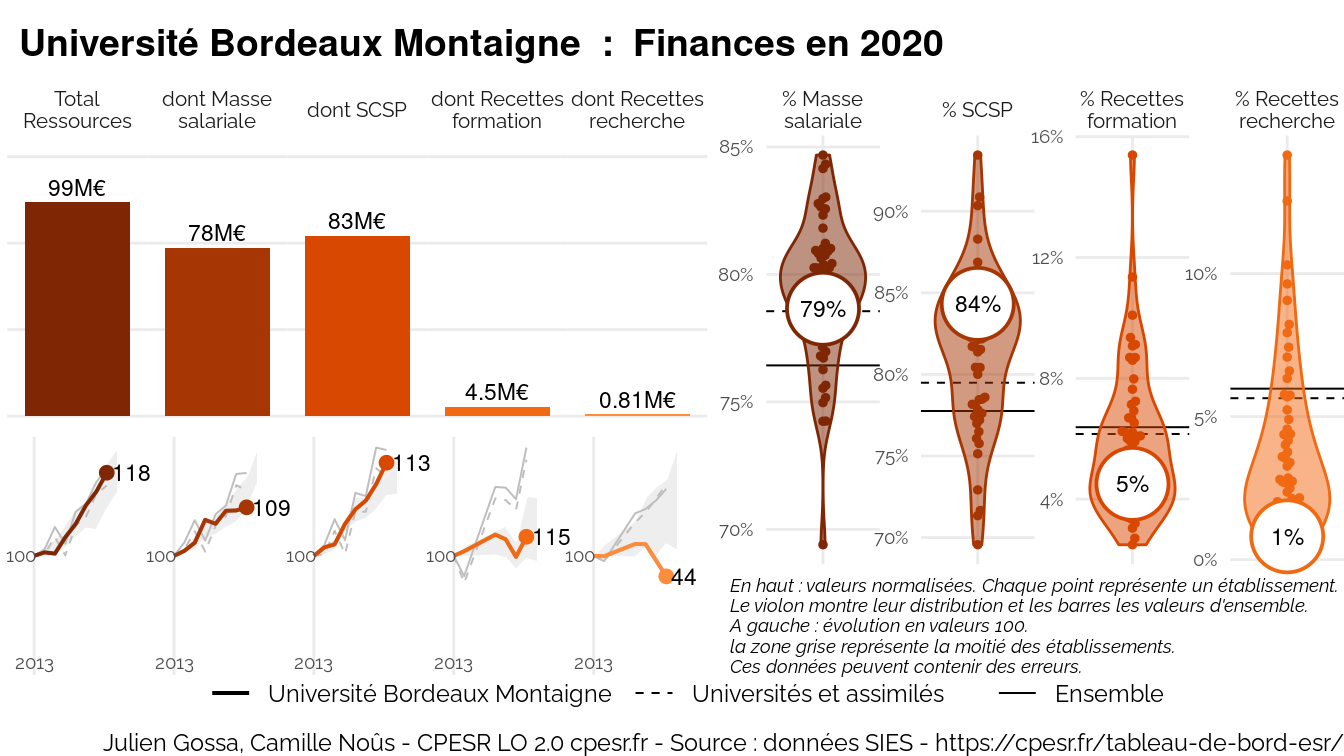 Université Bordeaux Montaigne : Finances en 2020
Total
Ressources
dont Masse
salariale
dont SCSP
dont Recettes
formation
dont Recettes
recherche
99M€
78M€
83M€
4.5M€
0.81M€
100
118
2013
100
109
2013
100
113
2013
100
115
2013
100
44
2013
% Masse
salariale
85%
80%
75%
70%
79%
% SCSP
90%
85%
80%
75%
70%
84%
% Recettes
formation
16%
12%
8%
4%
5%
% Recettes
recherche
10%
5%
0%
1%
En haut : valeurs normalisées. Chaque point représente un établissement.
Le violon montre leur distribution et les barres les valeurs d'ensemble.
A gauche : évolution en valeurs 100.
la zone grise représente la moitié des établissements.
Ces données peuvent contenir des erreurs.
Université Bordeaux Montaigne
Universités et assimilés
Ensemble
Julien Gossa, Camille Noûs - CPESR LO 2.0 cpesr.fr - Source : données SIES - https://cpesr.fr/tableau-de-bord-esr/